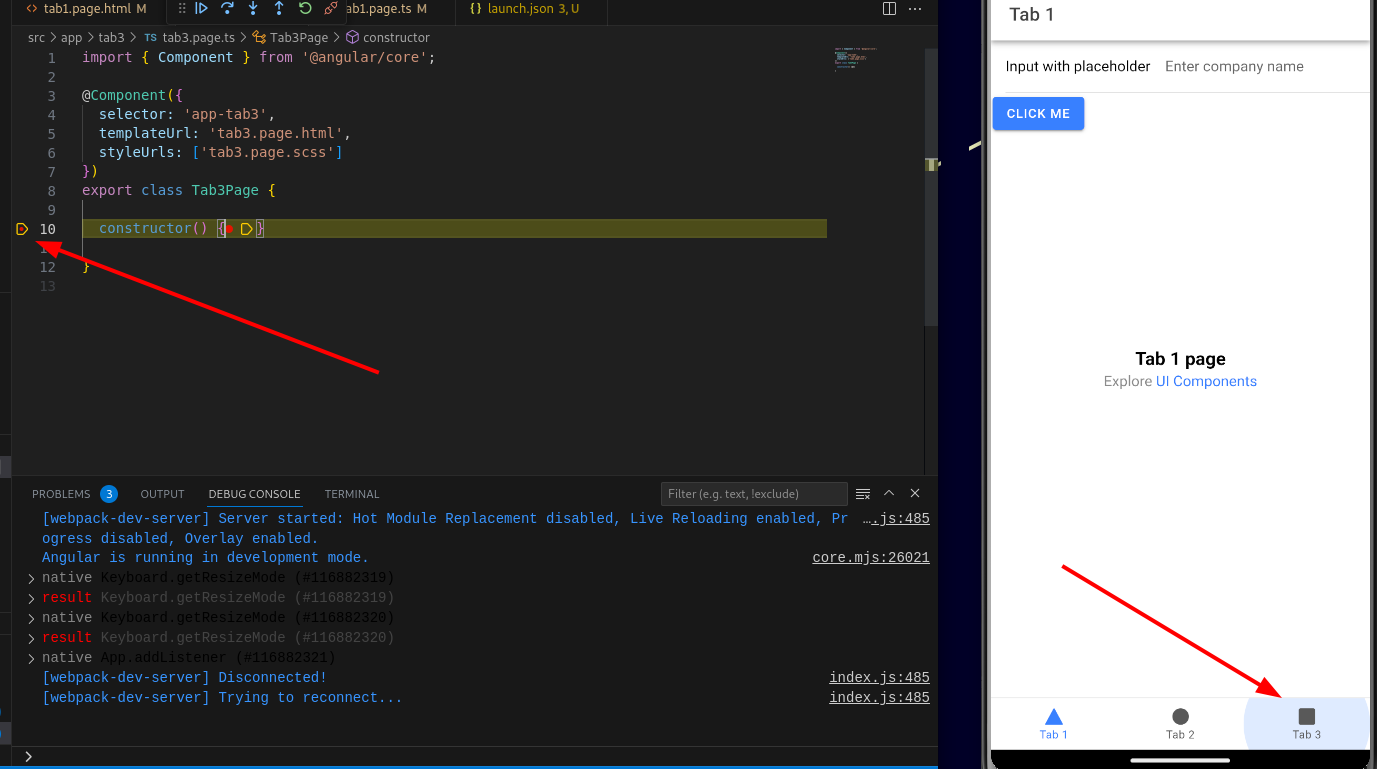 tab1.page.html M
ab1.page.ts M
{} launch.json 3, U
src > app > tab3 > TS tab3.page.ts > Tab3Page > constructor
1 import { Component } from '@angular/core';
2
3 @Component({
4 selector: 'app-tab3',
5 templateUrl: 'tab3.page.html',
6 styleUrls: ['tab3.page.scss']
7 })
8 export class Tab3Page {
9
10 constructor() { }
12 }
13
PROBLEMS 3 OUTPUT DEBUG CONSOLE TERMINAL Filter (e.g. text, !exclude)
[webpack-dev-server] Server started: Hot Module Replacement disabled, Live Reloading enabled, Pr ….js:485
ogress disabled, Overlay enabled.
Angular is running in development mode. core.mjs:26021
> native Keyboard.getResizeMode (#116882319)
> result Keyboard.getResizeMode (#116882319)
> native Keyboard.getResizeMode (#116882320)
> result Keyboard.getResizeMode (#116882320)
> native App.addListener (#116882321)
[webpack-dev-server] Disconnected! index.js:485
[webpack-dev-server] Trying to reconnect... index.js:485
>
Tab 1
Input with placeholder Enter company name
CLICK ME
Tab 1 page
Explore UI Components
Tab 1 Tab 2 Tab 3